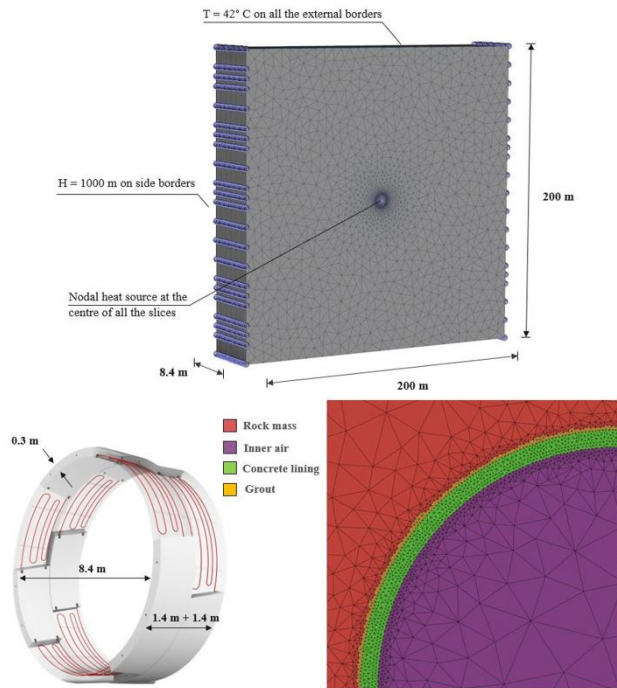 T = 42° C on all the external borders
H = 1000 m on side borders
200 m
Nodal heat source at the
centre of all the slices
8.4 m
200 m
0.3 m
Rock mass
Inner air
Concrete lining
Grout
8.4 m
1.4 m + 1.4 m